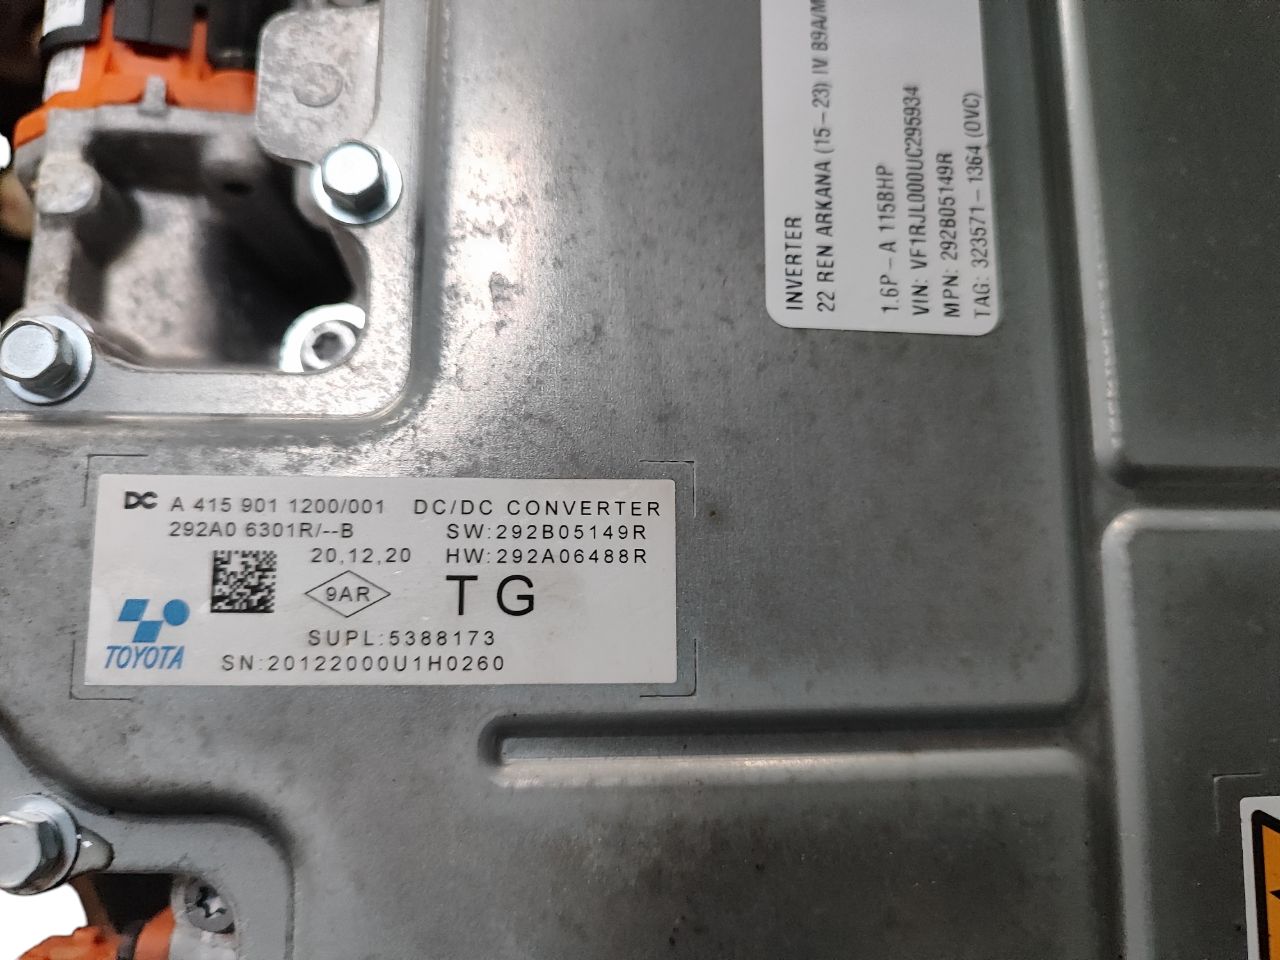 INVERTER
22 REN ARKANA (15-23) IV 89A/M
1.6P-A 115BHP
VIN: VF1RJL000UC295934
MPN: 292B05149R
TAG: 323571-1364 (OVC)
DC A 415 901 1200/001 DC/DC CONVERTER
292A0 6301R/--B SW:292B05149R
20,12,20 HW:292A06488R
9AR TG
TOYOTA
SUPL:5388173
SN:20122000U1H0260